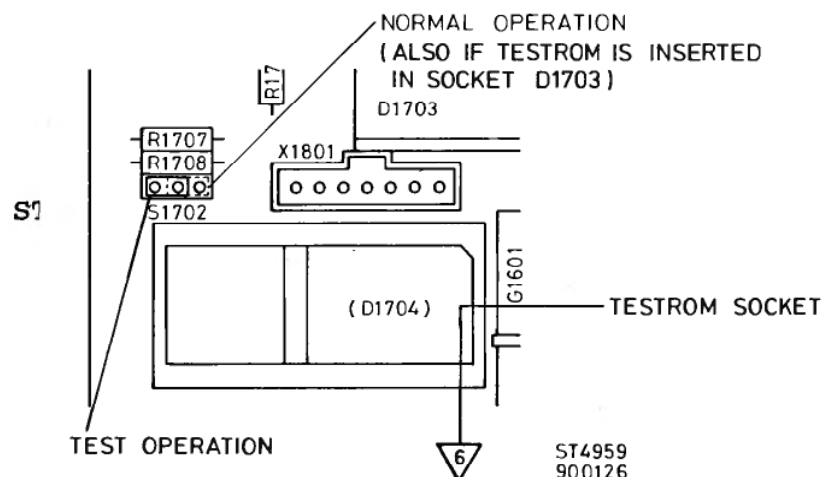 NORMAL OPERATION
(ALSO IF TESTROM IS INSERTED
IN SOCKET D1703)
R17
D1703
R1707
R1708
X1801
S1702
(D1704)
G1601
TESTROM SOCKET
TEST OPERATION
6
ST4959
900126